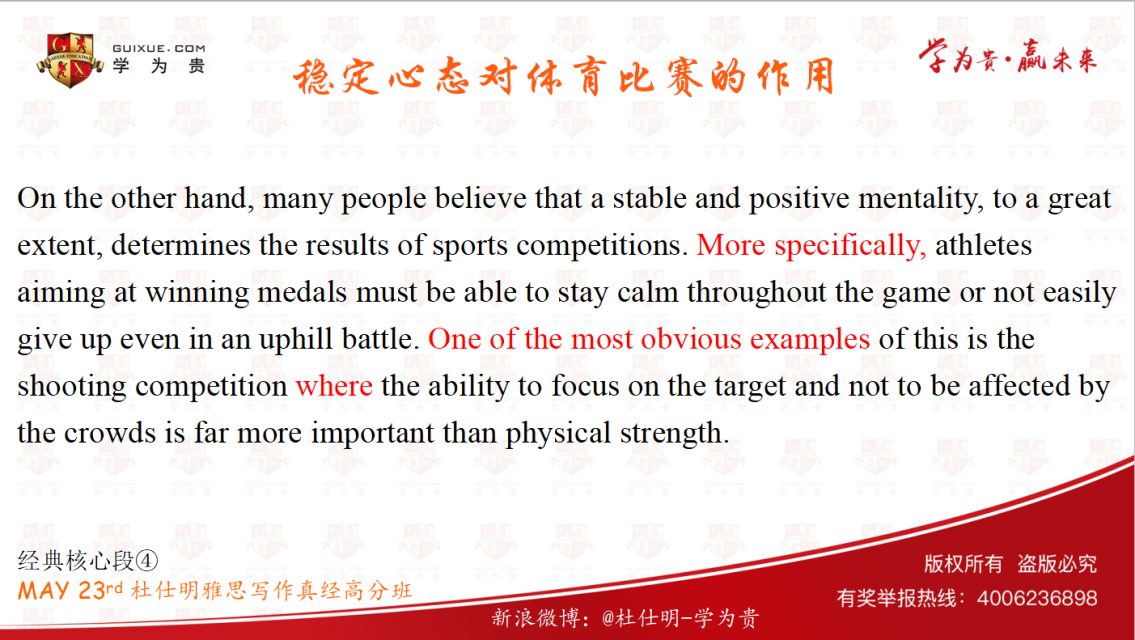 GUIXUE.COM
学为贵
稳定心态对体育比赛的作用
学为贵·赢未来
On the other hand, many people believe that a stable and positive mentality, to a great
extent, determines the results of sports competitions. More specifically, athletes
aiming at winning medals must be able to stay calm throughout the game or not easily
give up even in an uphill battle. One of the most obvious examples of this is the
shooting competition where the ability to focus on the target and not to be affected by
the crowds is far more important than physical strength.
经典核心段④
MAY 23rd 杜仕明雅思写作真经高分班
新浪微博：@杜仕明-学为贵
版权所有 盗版必究
有奖举报热线：4006236898